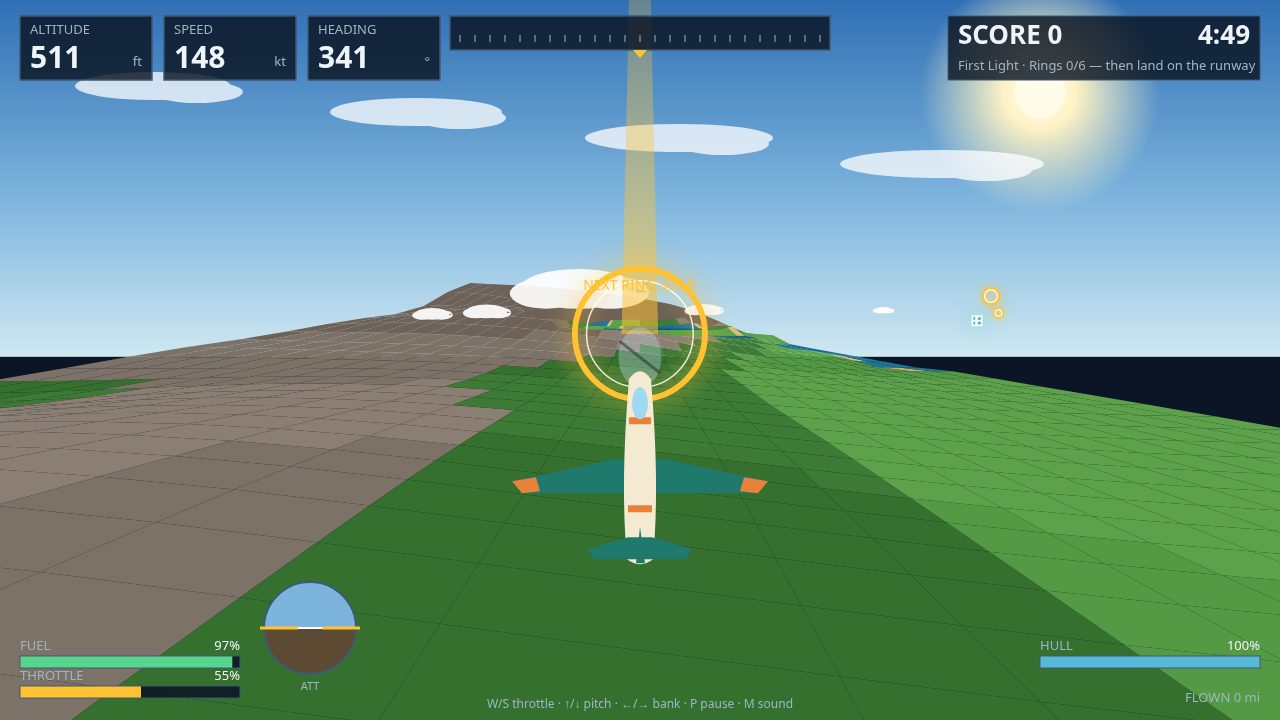 ALTITUDE
511 ft
SPEED
148 kt
HEADING
341 °
SCORE 0 4:49
First Light · Rings 0/6 — then land on the runway
NEXT RING
FUEL 97%
THROTTLE 55%
ATT
W/S throttle · ↑/↓ pitch · ←/→ bank · P pause · M sound
HULL 100%
FLOWN 0 mi